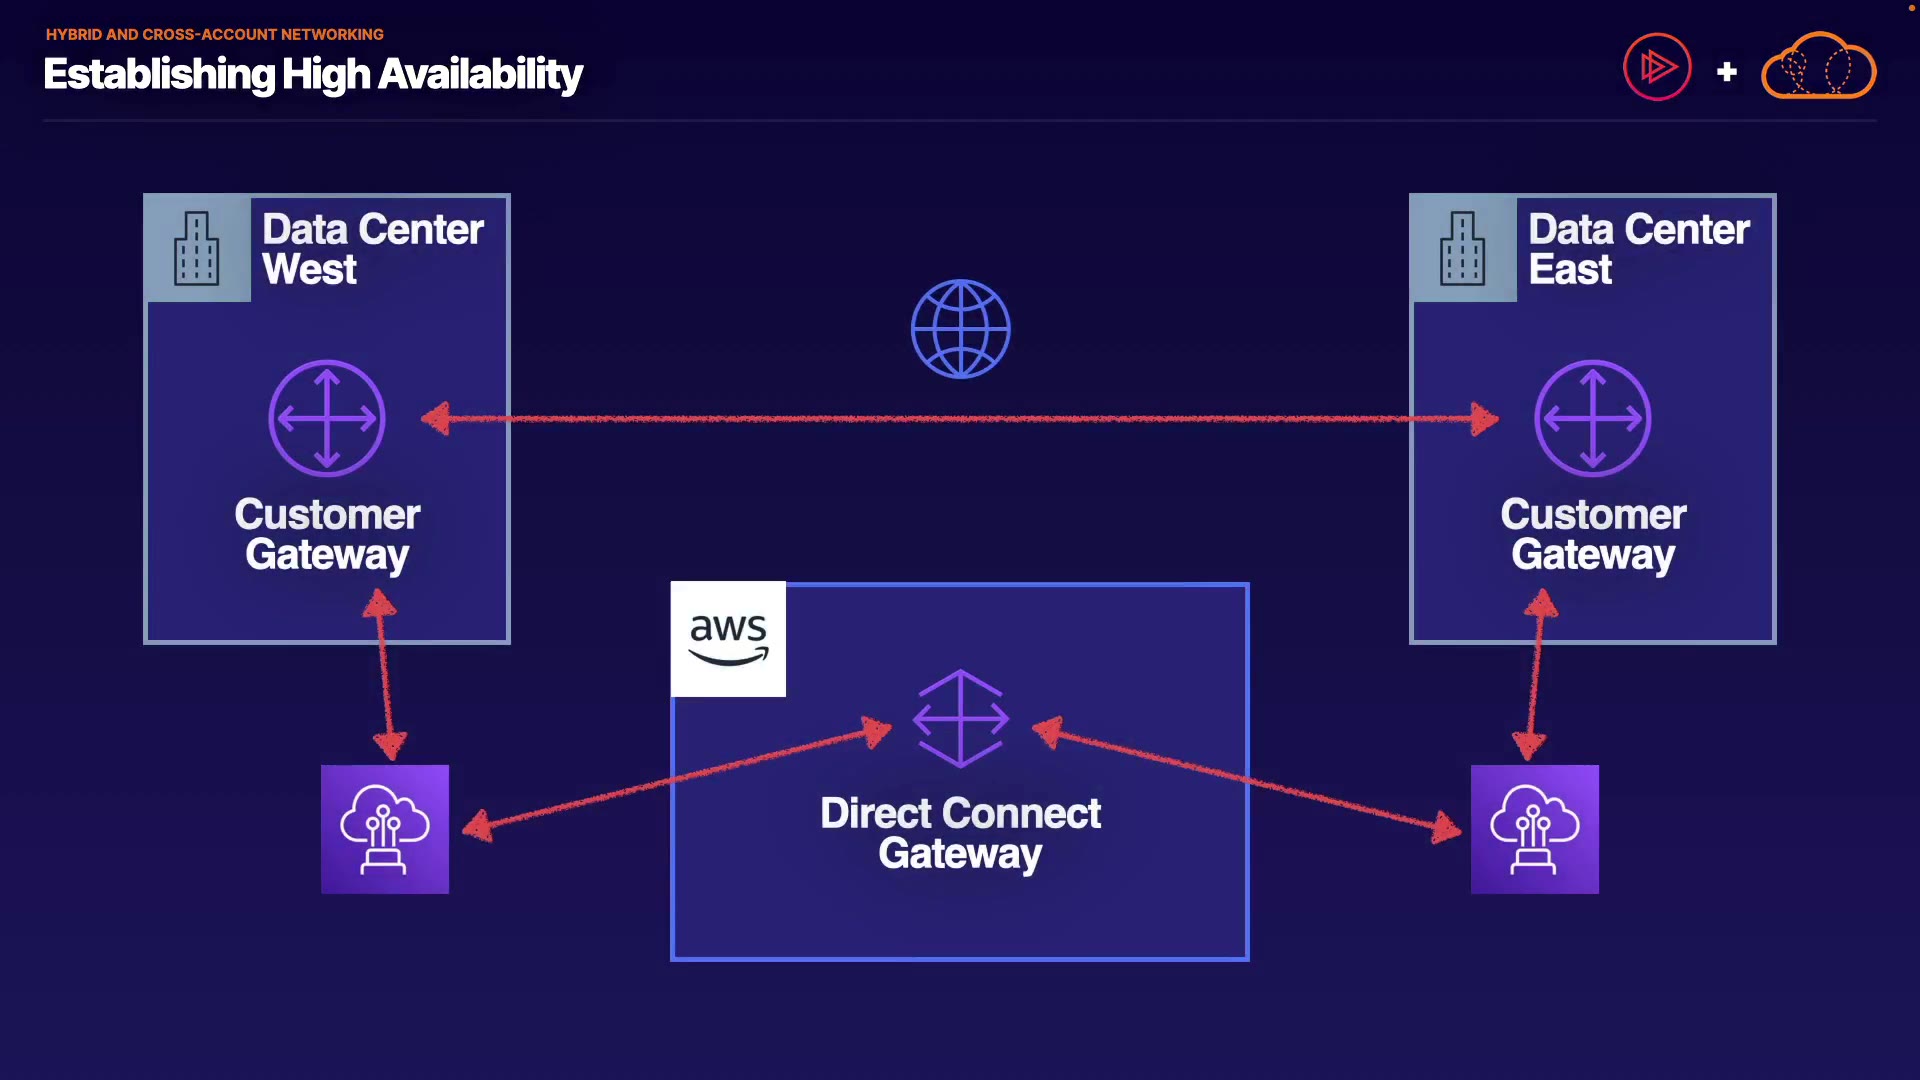 HYBRID AND CROSS-ACCOUNT NETWORKING
Establishing High Availability
Data Center
West
Data Center
East
Customer
Gateway
Customer
Gateway
aws
Direct Connect
Gateway